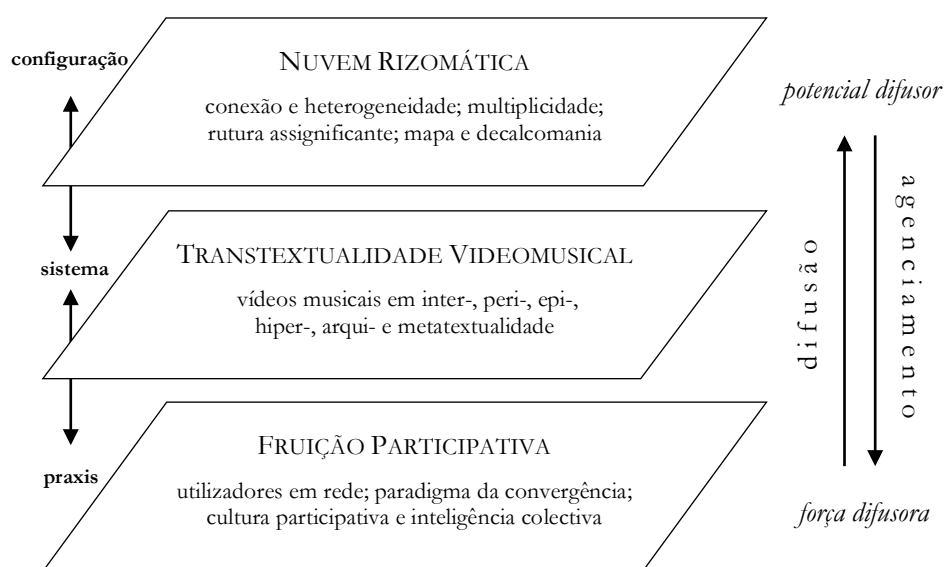 configuração
NUVEM RIZOMÁTICA
conexão e heterogeneidade; multiplicidade;
rutura assignificante; mapa e decalcomania
potencial difusor
sistema
TRANSTEXTUALIDADE VIDEOMUSICAL
vídeos musicais em inter-, peri-, epi-,
hiper-, arqui- e metatextualidade
difusão
agenciamento
praxis
FRUIÇÃO PARTICIPATIVA
utilizadores em rede; paradigma da convergência;
cultura participativa e inteligência colectiva
força difusora